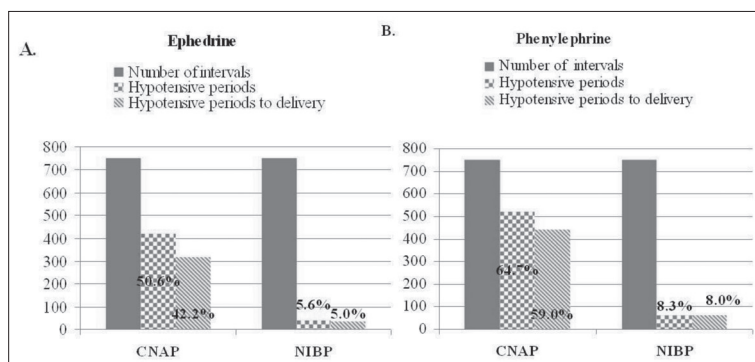 A.
Ephedrine
Number of intervals
Hypotensive periods
Hypotensive periods to delivery
800
700
600
500
400
300
200
100
0
50.6%
42.2%
5.6%
5.0%
CNAP NIBP
B.
Phenylephrine
Number of intervals
Hypotensive periods
Hypotensive periods to delivery
800
700
600
500
400
300
200
100
0
64.7%
59.0%
8.3%
8.0%
CNAP NIBP